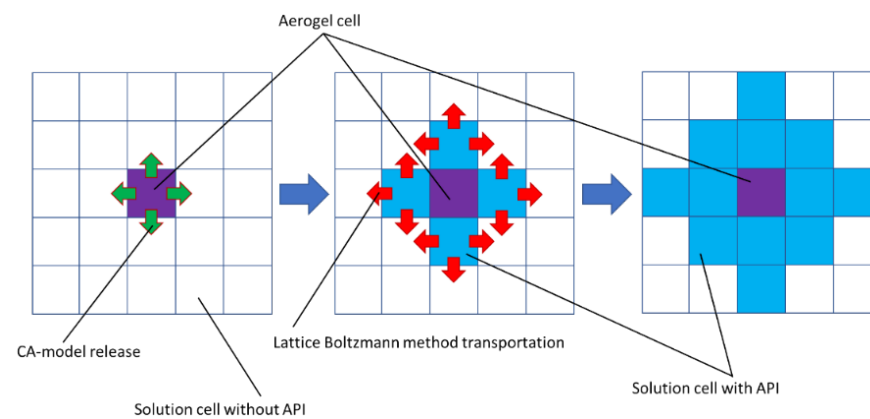 Aerogel cell
CA-model release
Lattice Boltzmann method transportation
Solution cell with API
Solution cell without API